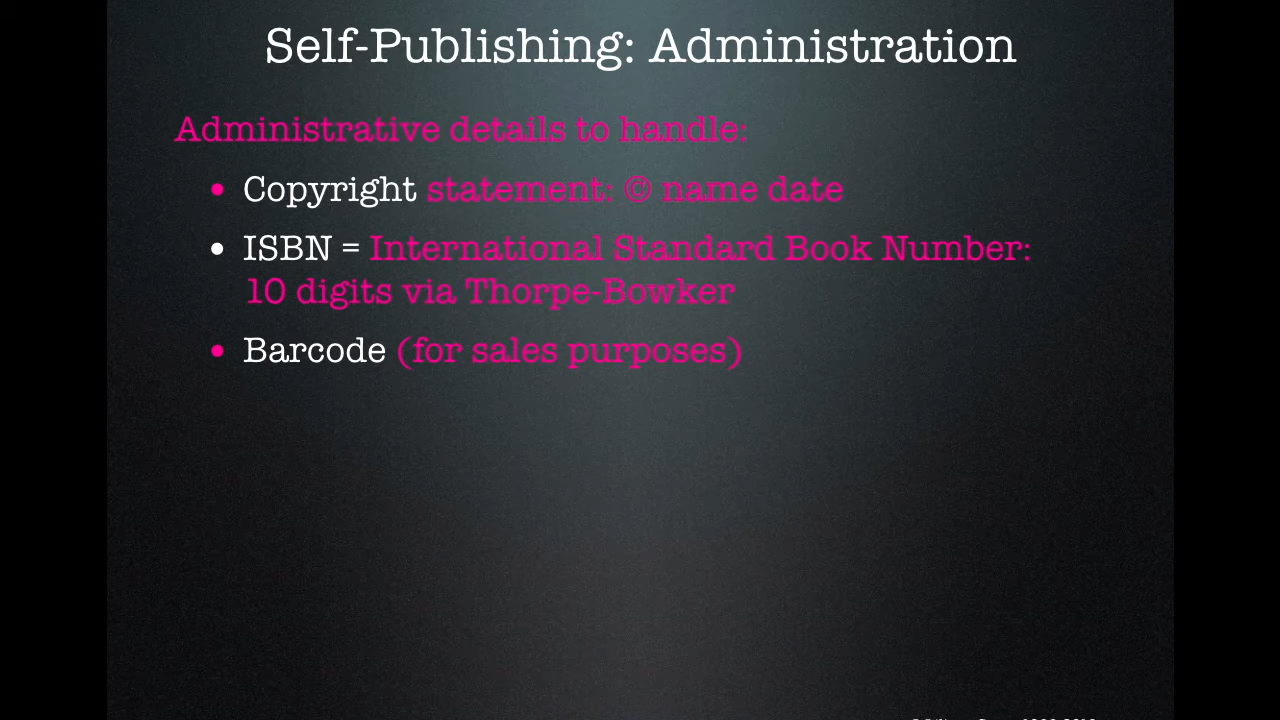 Self-Publishing: Administration
Administrative details to handle:
• Copyright statement: © name date
• ISBN = International Standard Book Number:
10 digits via Thorpe-Bowker
• Barcode (for sales purposes)